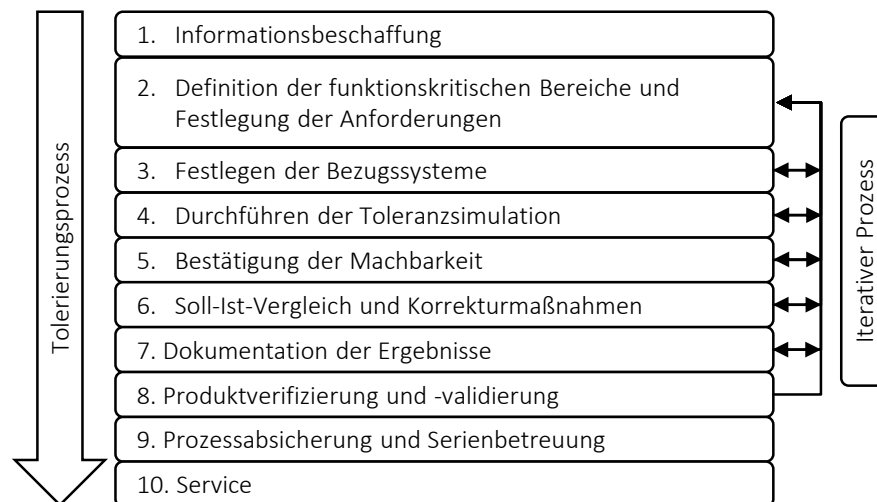 Tolerierungsprozess
1. Informationsbeschaffung
2. Definition der funktionskritischen Bereiche und
Festlegung der Anforderungen
3. Festlegen der Bezugssysteme
4. Durchführen der Toleranzsimulation
5. Bestätigung der Machbarkeit
6. Soll-Ist-Vergleich und Korrekturmaßnahmen
7. Dokumentation der Ergebnisse
8. Produktverifizierung und -validierung
9. Prozessabsicherung und Serienbetreuung
10. Service
Iterativer Prozess